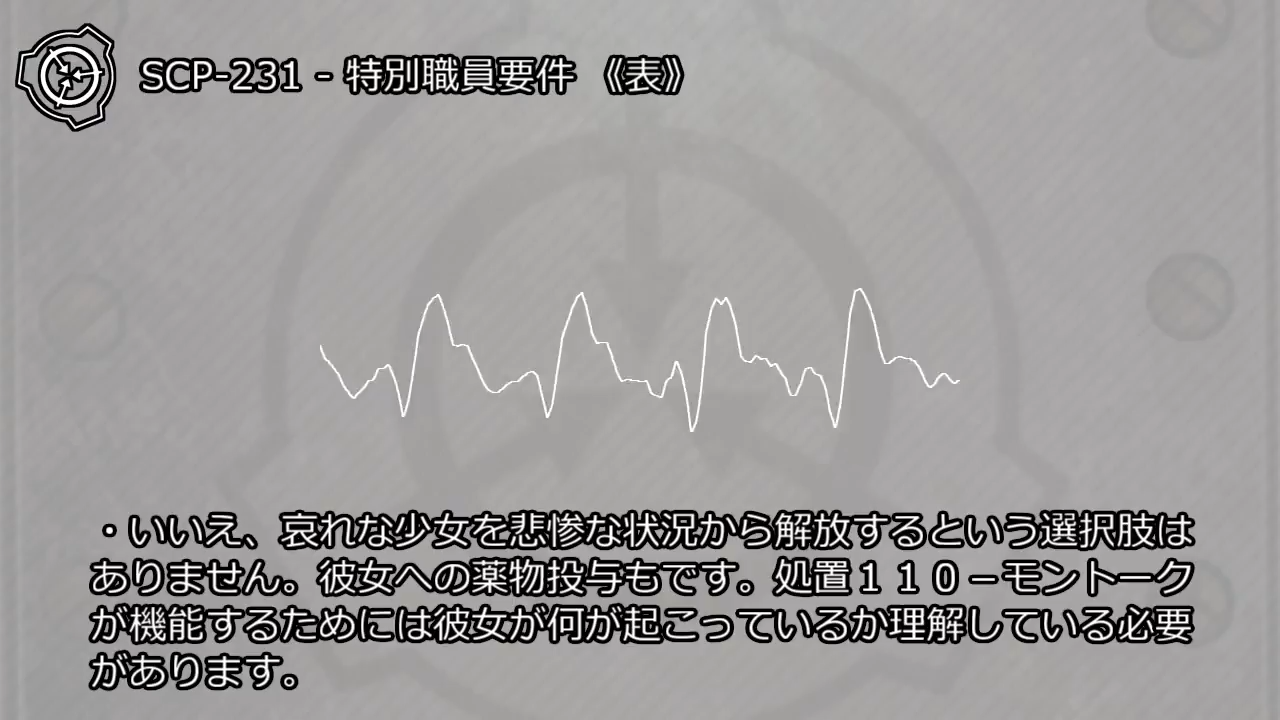 SCP-231 - 特別職員要件 《表》
・いいえ、哀れな少女を悲惨な状況から解放するという選択肢は
ありません。彼女への薬物投与もです。処置１１０－モントーク
が機能するためには彼女が何が起こっているか理解している必要
があります。